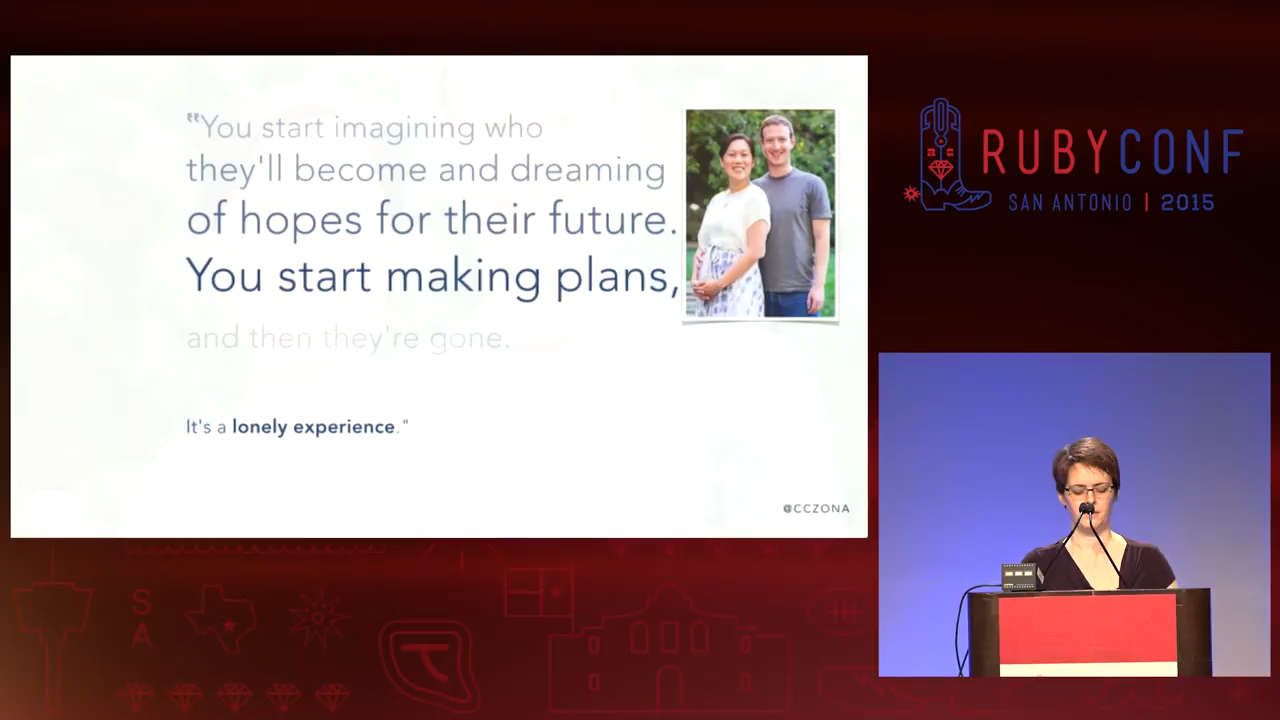 "You start imagining who
they'll become and dreaming
of hopes for their future.
You start making plans,
and then they're gone.
It's a lonely experience."
@CCZONA
RUBYCONF
SAN ANTONIO | 2015
S
A